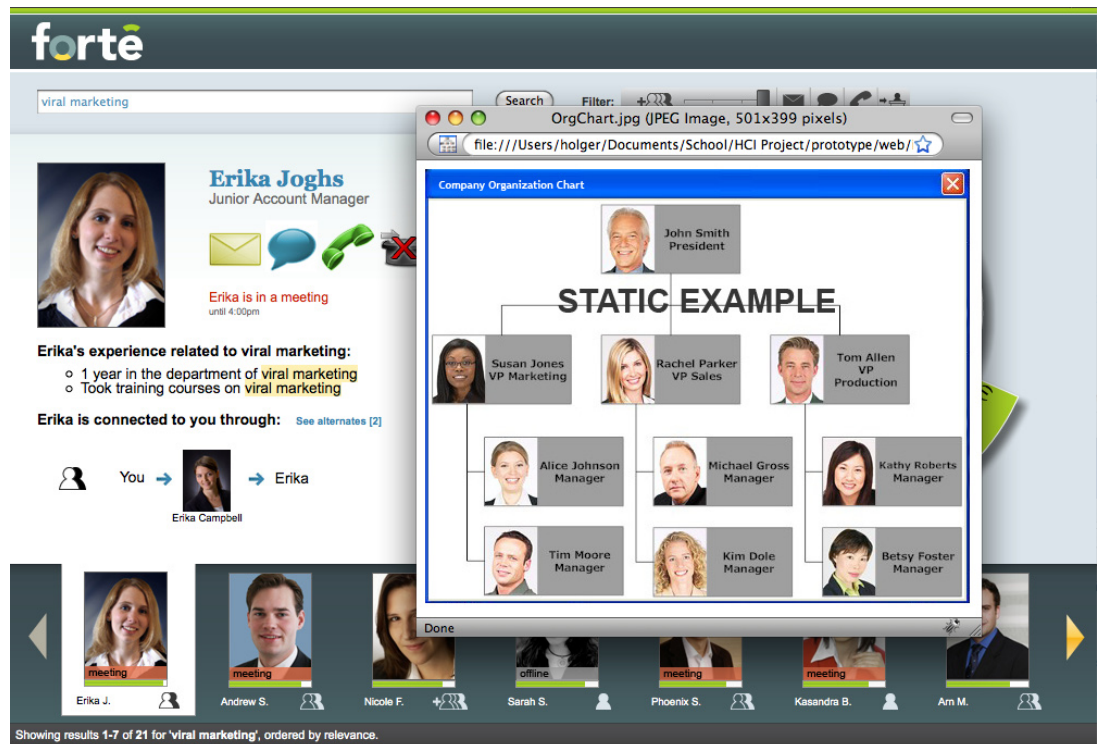 fortē
viral marketing
Search
Filter:
OrgChart.jpg (JPEG Image, 501x399 pixels)
file:///Users/holger/Documents/School/HCI Project/prototype/web/
Company Organization Chart
John Smith
President
STATIC EXAMPLE
Susan Jones
VP Marketing
Rachel Parker
VP Sales
Tom Allen
VP
Production
Alice Johnson
Manager
Michael Gross
Manager
Kathy Roberts
Manager
Tim Moore
Manager
Kim Dole
Manager
Betsy Foster
Manager
Done
Erika Joghs
Junior Account Manager
Erika is in a meeting
until 4:00pm
Erika's experience related to viral marketing:
1 year in the department of viral marketing
Took training courses on viral marketing
Erika is connected to you through: See alternates [2]
You
Erika
Erika Campbell
meeting
meeting
offline
meeting
meeting
Erika J.
Andrew S.
Nicole F.
Sarah S.
Phoenix S.
Kasandra B.
Arn M.
Showing results 1-7 of 21 for 'viral marketing', ordered by relevance.